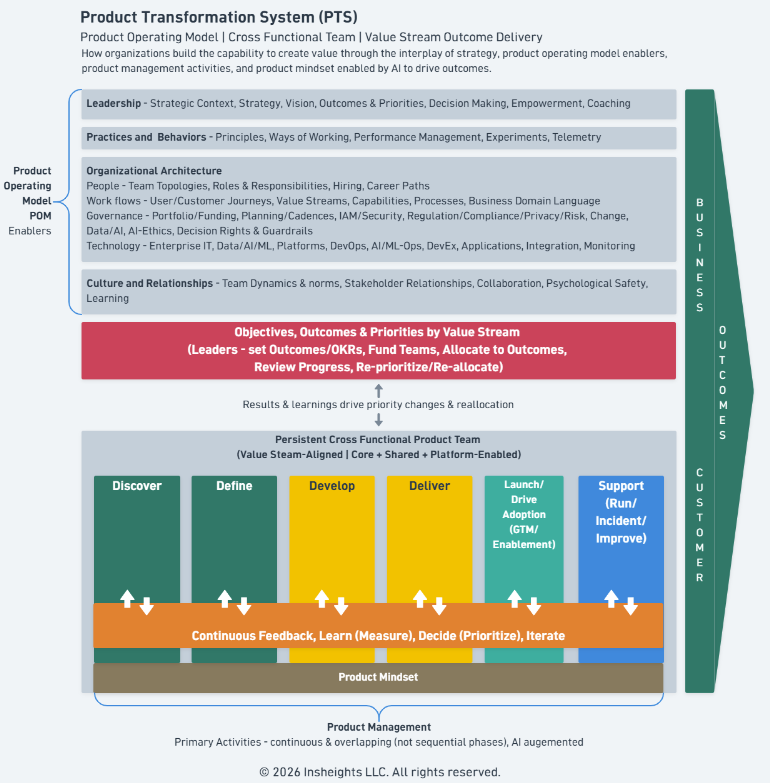 Product Transformation System (PTS)
Product Operating Model | Cross Functional Team | Value Stream Outcome Delivery
How organizations build the capability to create value through the interplay of strategy, product operating model enablers,
product management activities, and product mindset enabled by AI to drive outcomes.
Product
Operating
Model
POM
Enablers
Leadership - Strategic Context, Strategy, Vision, Outcomes & Priorities, Decision Making, Empowerment, Coaching
Practices and Behaviors - Principles, Ways of Working, Performance Management, Experiments, Telemetry
Organizational Architecture
People - Team Topologies, Roles & Responsibilities, Hiring, Career Paths
Work flows - User/Customer Journeys, Value Streams, Capabilities, Processes, Business Domain Language
Governance - Portfolio/Funding, Planning/Cadences, IAM/Security, Regulation/Compliance/Privacy/Risk, Change,
Data/AI, AI-Ethics, Decision Rights & Guardrails
Technology - Enterprise IT, Data/AI/ML, Platforms, DevOps, AI/ML-Ops, DevEx, Applications, Integration, Monitoring
Culture and Relationships - Team Dynamics & norms, Stakeholder Relationships, Collaboration, Psychological Safety,
Learning
Objectives, Outcomes & Priorities by Value Stream
(Leaders - set Outcomes/OKRs, Fund Teams, Allocate to Outcomes,
Review Progress, Re-prioritize/Re-allocate)
Results & learnings drive priority changes & reallocation
Persistent Cross Functional Product Team
(Value Steam-Aligned | Core + Shared + Platform-Enabled)
Discover
Define
Develop
Deliver
Launch/
Drive
Adoption
(GTM/
Enablement)
Support
(Run/
Incident/
Improve)
Continuous Feedback, Learn (Measure), Decide (Prioritize), Iterate
Product Mindset
Product Management
Primary Activities - continuous & overlapping (not sequential phases), AI augemented
BUSINESS
CUSTOMER
OUTCOMES
© 2026 Insheights LLC. All rights reserved.